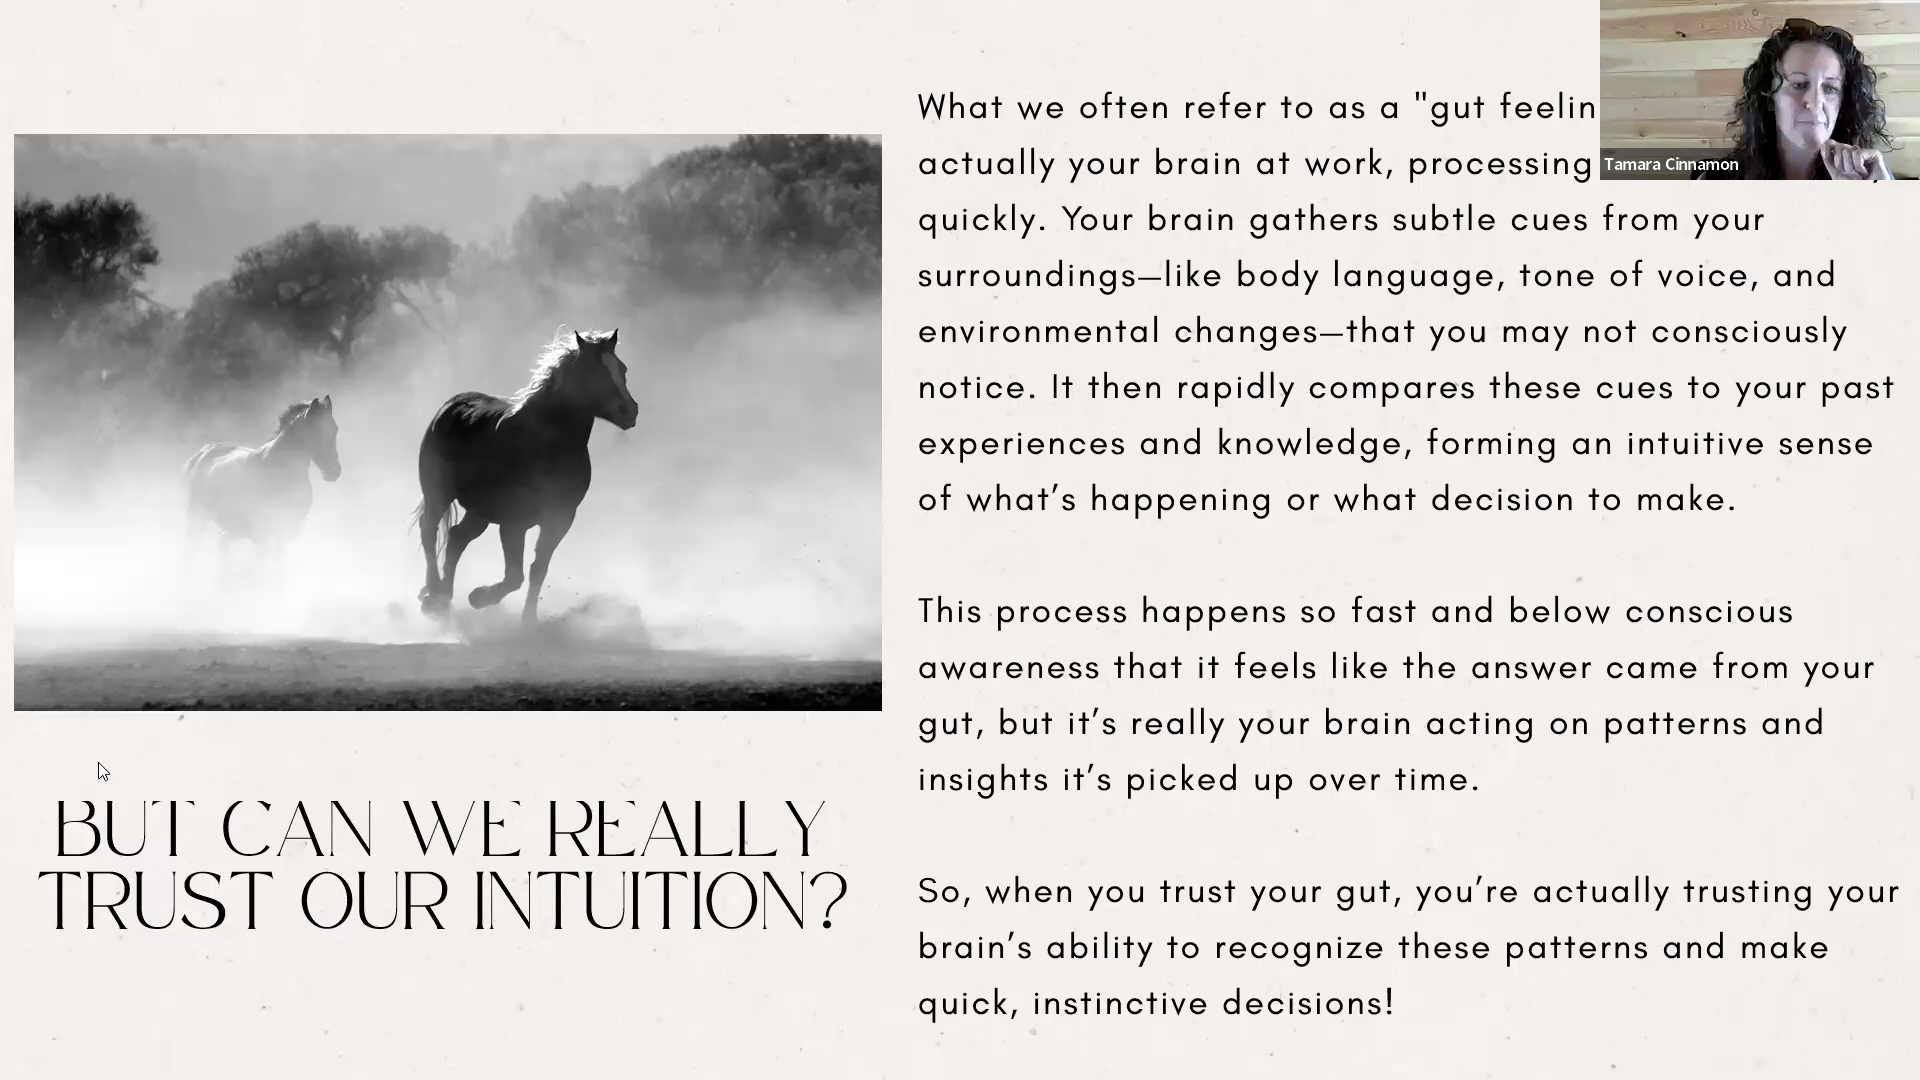 What we often refer to as a "gut feelin
actually your brain at work, processing
quickly. Your brain gathers subtle cues from your
surroundings—like body language, tone of voice, and
environmental changes—that you may not consciously
notice. It then rapidly compares these cues to your past
experiences and knowledge, forming an intuitive sense
of what’s happening or what decision to make.
This process happens so fast and below conscious
awareness that it feels like the answer came from your
gut, but it’s really your brain acting on patterns and
insights it’s picked up over time.
So, when you trust your gut, you’re actually trusting your
brain’s ability to recognize these patterns and make
quick, instinctive decisions!
BUT CAN WE REALLY
TRUST OUR INTUITION?
Tamara Cinnamon